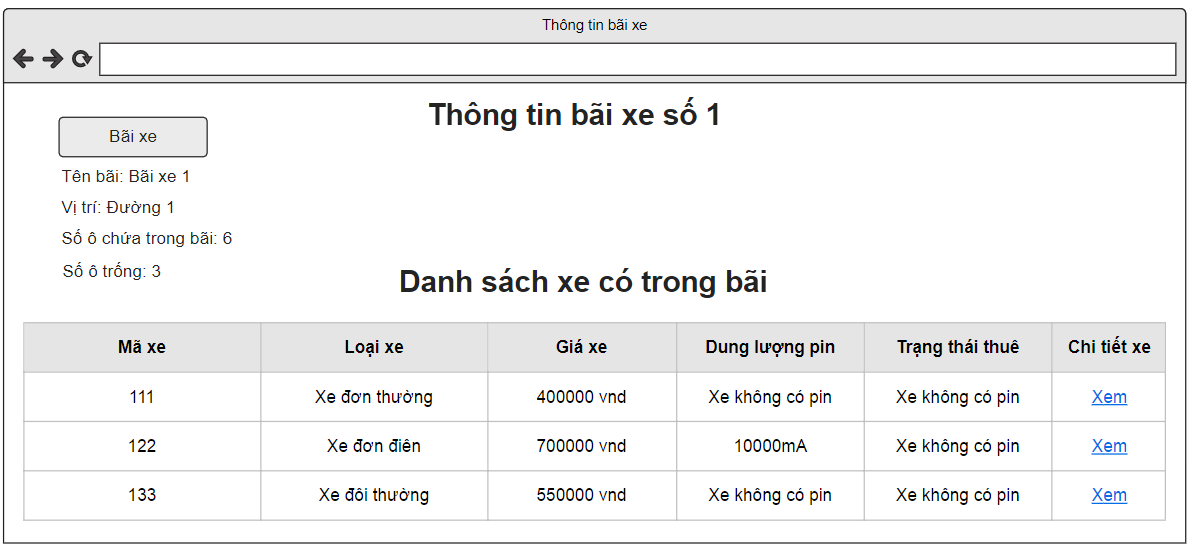 Thông tin bãi xe
Thông tin bãi xe số 1
Bãi xe
Tên bãi: Bãi xe 1
Vị trí: Đường 1
Số ô chứa trong bãi: 6
Số ô trống: 3
Danh sách xe có trong bãi
Mã xe Loại xe Giá xe Dung lượng pin Trạng thái thuê Chi tiết xe
111 Xe đơn thường 400000 vnd Xe không có pin Xe không có pin Xem
122 Xe đơn điên 700000 vnd 10000mA Xe không có pin Xem
133 Xe đôi thường 550000 vnd Xe không có pin Xe không có pin Xem